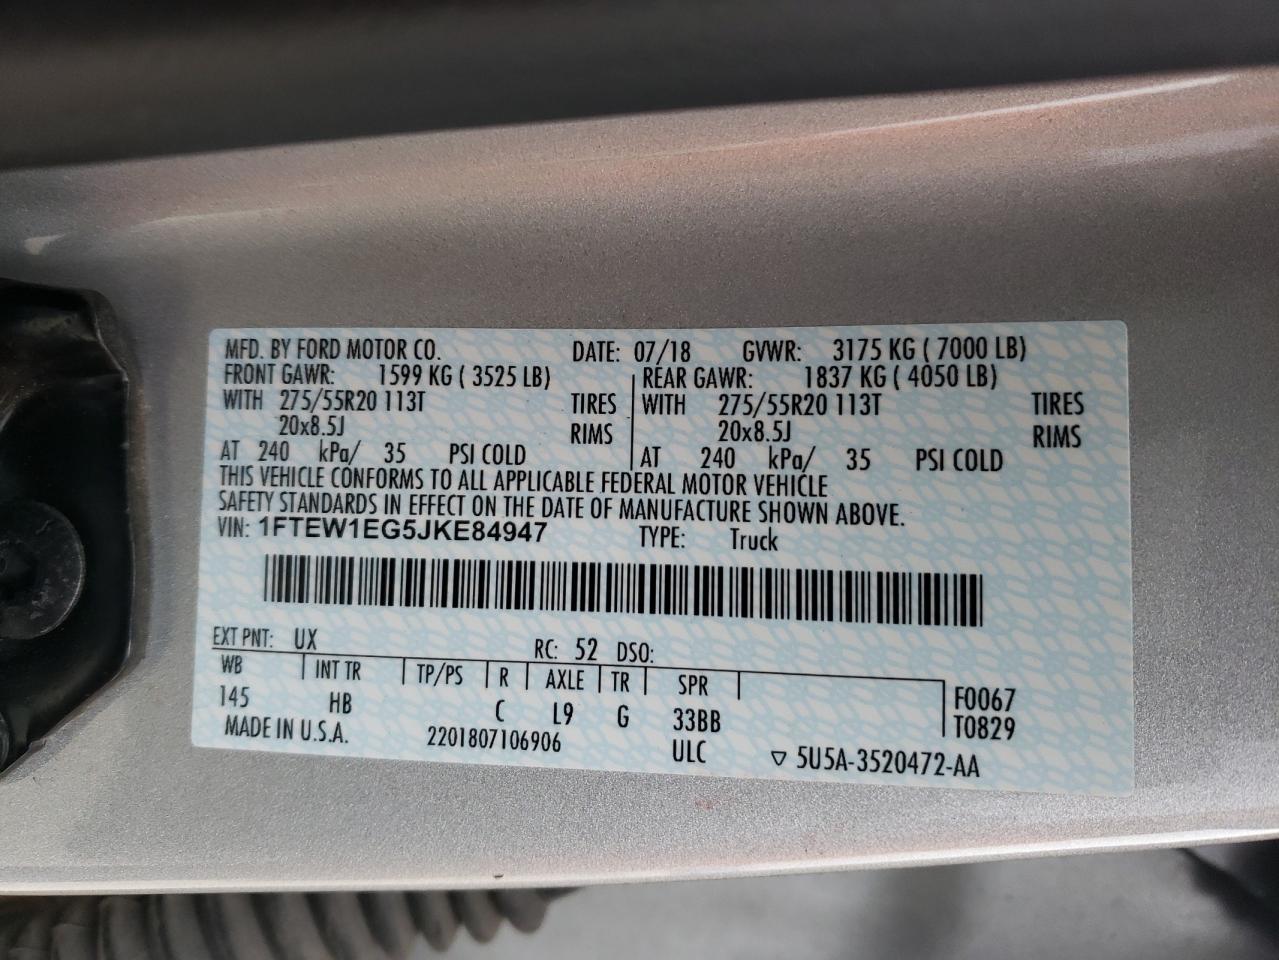 MFD. BY FORD MOTOR CO. DATE: 07/18 GVWR: 3175 KG ( 7000 LB)
FRONT GAWR: 1599 KG ( 3525 LB) REAR GAWR: 1837 KG ( 4050 LB)
WITH 275/55R20 113T TIRES WITH 275/55R20 113T TIRES
20x8.5J RIMS 20x8.5J RIMS
AT 240 kPa/ 35 PSI COLD AT 240 kPa/ 35 PSI COLD
THIS VEHICLE CONFORMS TO ALL APPLICABLE FEDERAL MOTOR VEHICLE
SAFETY STANDARDS IN EFFECT ON THE DATE OF MANUFACTURE SHOWN ABOVE.
VIN: 1FTEW1EG5JKE84947 TYPE: Truck
EXT PNT: UX RC: 52 DSO:
WB INT TR TP/PS R AXLE TR SPR F0067
145 HB C L9 G 33BB T0829
MADE IN U.S.A. 2201807106906 ULC ▽ 5U5A-3520472-AA